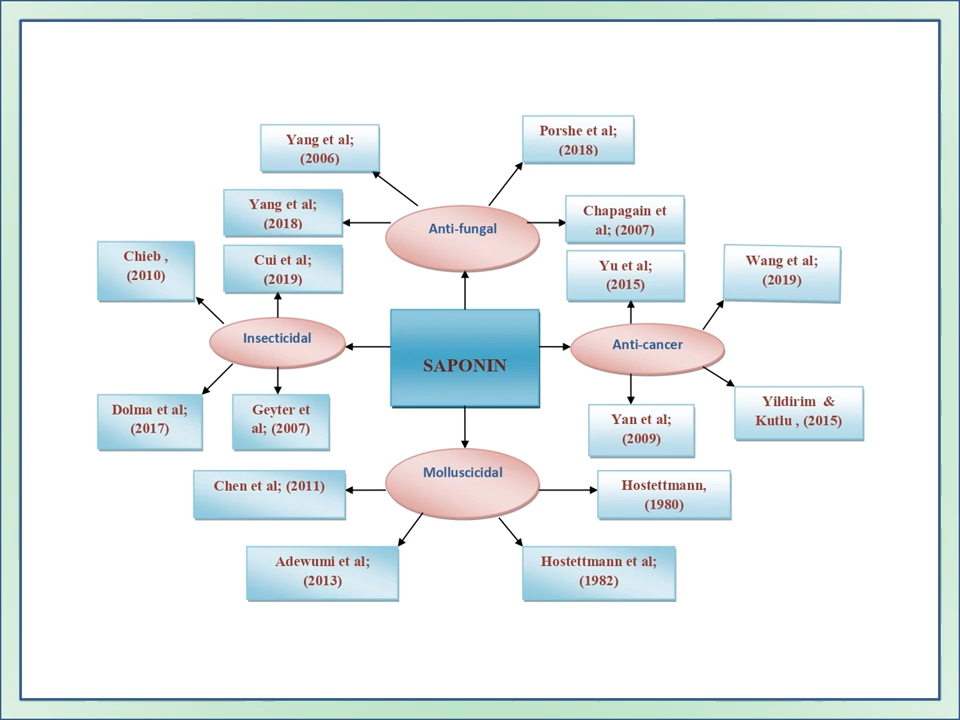 Yang et al;
(2006)
Porshe et al;
(2018)
Yang et al;
(2018)
Anti-fungal
Chapagain et
al; (2007)
Chieb ,
(2010)
Cui et al;
(2019)
Yu et al;
(2015)
Wang et al;
(2019)
Insecticidal
SAPONIN
Anti-cancer
Dolma et al;
(2017)
Geyter et
al; (2007)
Yan et al;
(2009)
Yildirim &
Kutlu , (2015)
Molluscicidal
Chen et al; (2011)
Hostettmann,
(1980)
Adewumi et al;
(2013)
Hostettmann et al;
(1982)